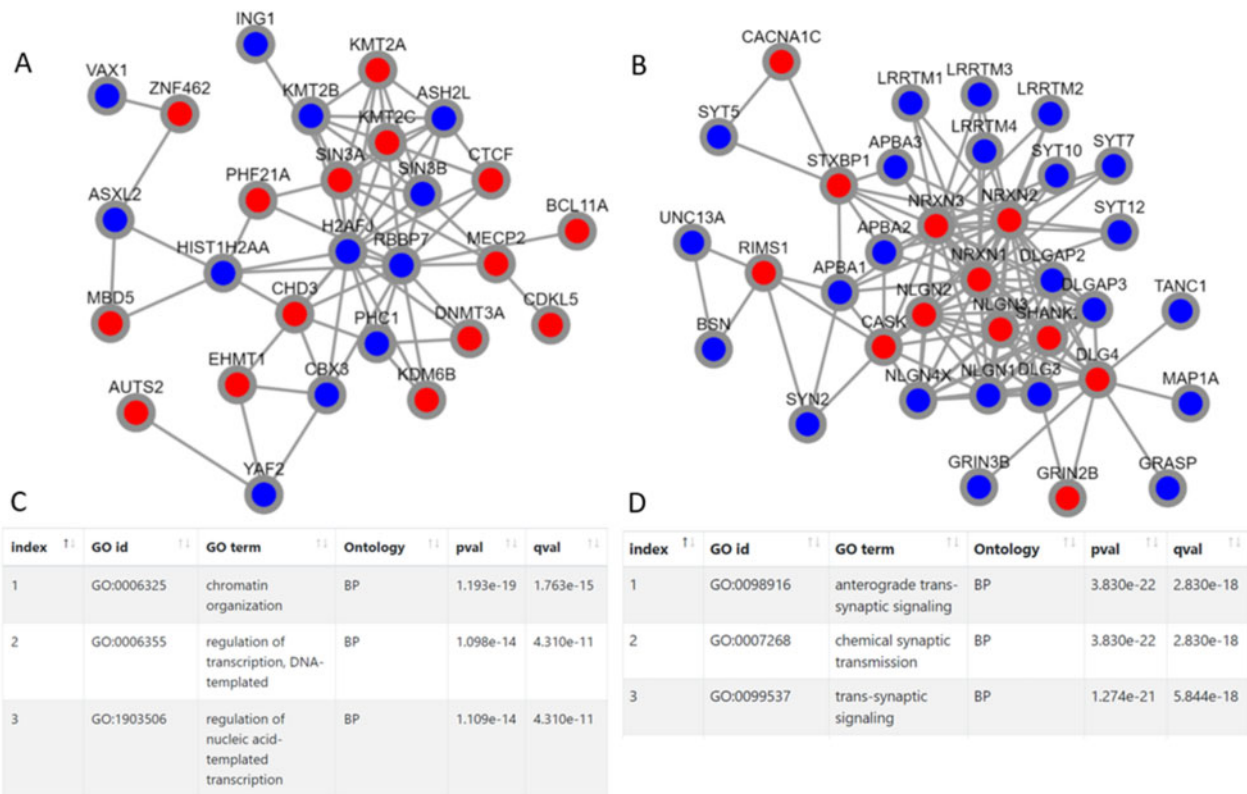 A
ING1
KMT2A
VAX1
ZNF462
KMT2B
ASH2L
KMT2C
SIN3A
CTCF
PHF21A
SIN3B
ASXL2
BCL11A
H2AFJ
RBBP7
MECP2
HIST1H2AA
MBD5
CHD3
CDKL5
DNMT3A
PHC1
EHMT1
CBX3
KDM6B
AUTS2
YAF2
B
CACNA1C
LRRTM1
LRRTM3
LRRTM2
SYT5
LRRTM4
APBA3
SYT7
STXBP1
SYT10
NRXN3
NRXN2
UNC13A
APBA2
SYT12
RIMS1
NRXN1
APBA1
DLGAP2
DLGAP3
TANC1
NLGN2
NLGN3
BSN
CASK
DLG4
NLGN4X
NLGN1
DLG3
SYN2
MAP1A
GRIN3B
GRIN2B
GRASP
C
index GO id GO term Ontology pval qval
1 GO:0006325 chromatin BP 1.193e-19 1.763e-15
organization
2 GO:0006355 regulation of BP 1.098e-14 4.310e-11
transcription, DNA-
templated
3 GO:1903506 regulation of BP 1.109e-14 4.310e-11
nucleic acid-
templated
transcription
D
index GO id GO term Ontology pval qval
1 GO:0098916 anterograde trans- BP 3.830e-22 2.830e-18
synaptic signaling
2 GO:0007268 chemical synaptic BP 3.830e-22 2.830e-18
transmission
3 GO:0099537 trans-synaptic BP 1.274e-21 5.844e-18
signaling